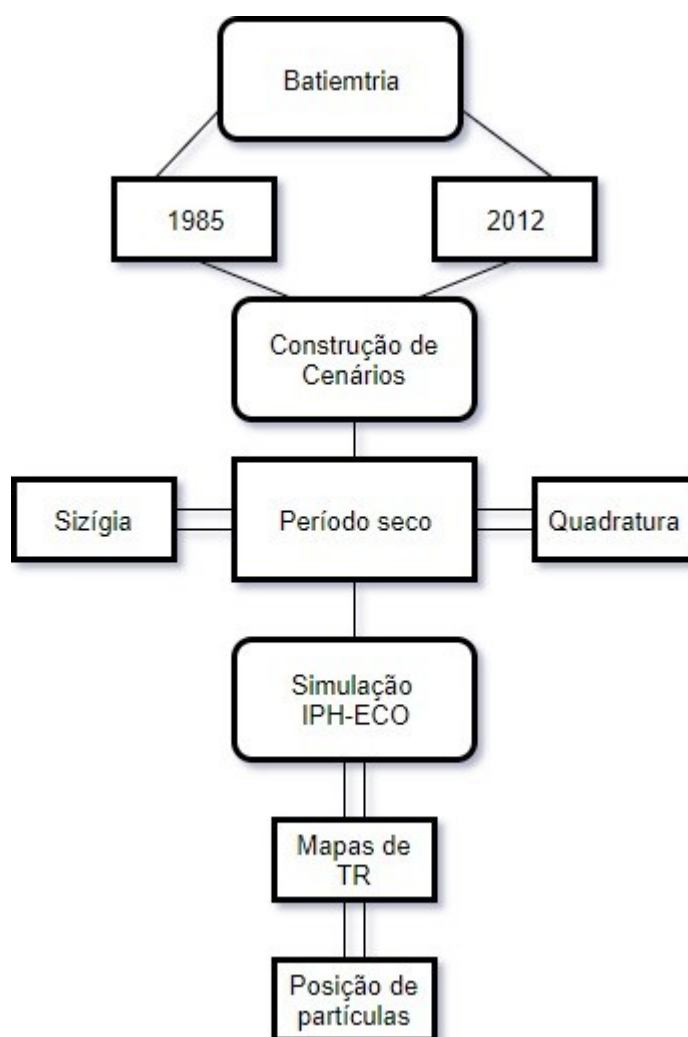 Batiemtria
1985
2012
Construção de
Cenários
Sizígia
Período seco
Quadratura
Simulação
IPH-ECO
Mapas de
TR
Posição de
partículas